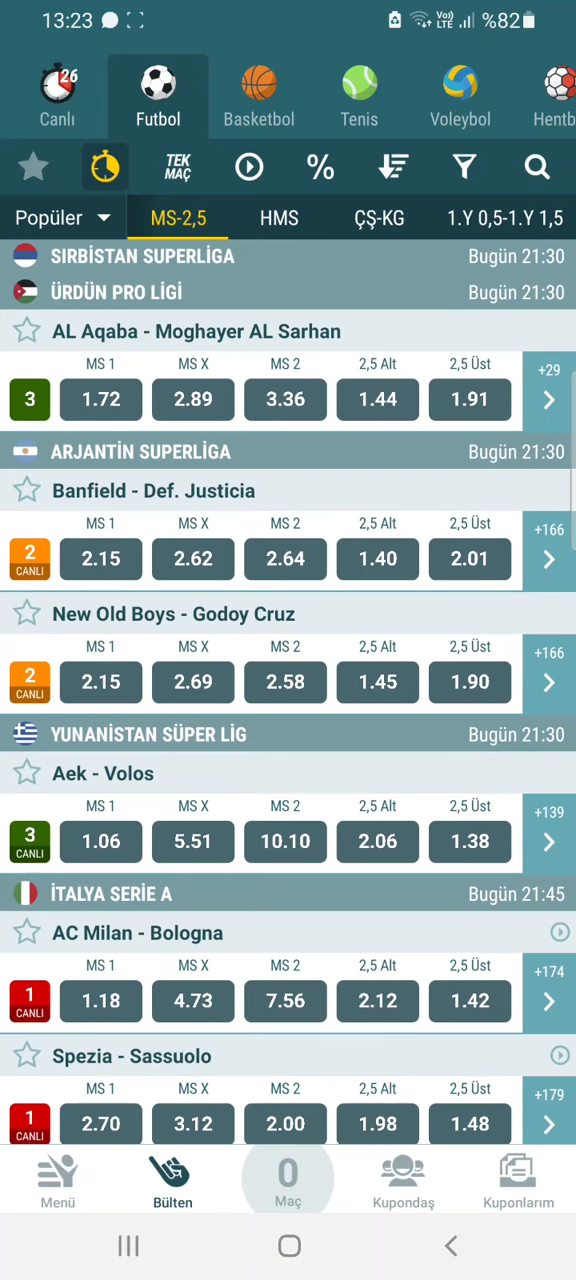 13:23 Vo)) LTE %82
26
Canlı Futbol Basketbol Tenis Voleybol Hentb
TEK MAÇ %
Popüler MS-2,5 HMS ÇŞ-KG 1.Y 0,5-1.Y 1,5
SIRBİSTAN SUPERLİGA Bugün 21:30
ÜRDÜN PRO LİGİ Bugün 21:30
AL Aqaba - Moghayer AL Sarhan
MS 1 MS X MS 2 2,5 Alt 2,5 Üst +29
3 1.72 2.89 3.36 1.44 1.91
ARJANTİN SUPERLİGA Bugün 21:30
Banfield - Def. Justicia
MS 1 MS X MS 2 2,5 Alt 2,5 Üst +166
2 CANLI 2.15 2.62 2.64 1.40 2.01
New Old Boys - Godoy Cruz
MS 1 MS X MS 2 2,5 Alt 2,5 Üst +166
2 CANLI 2.15 2.69 2.58 1.45 1.90
YUNANİSTAN SÜPER LİG Bugün 21:30
Aek - Volos
MS 1 MS X MS 2 2,5 Alt 2,5 Üst +139
3 CANLI 1.06 5.51 10.10 2.06 1.38
İTALYA SERİE A Bugün 21:45
AC Milan - Bologna
MS 1 MS X MS 2 2,5 Alt 2,5 Üst +174
1 CANLI 1.18 4.73 7.56 2.12 1.42
Spezia - Sassuolo
MS 1 MS X MS 2 2,5 Alt 2,5 Üst +179
1 CANLI 2.70 3.12 2.00 1.98 1.48
0
Menü Bülten Maç Kupondaş Kuponlarım